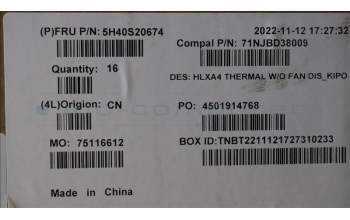 (P)FRU P/N: 5H40S20674
2022-11-12 17:27:32
Compal P/N: 71NJBD38009
Quantity: 16
DES: HLXA4 THERMAL W/O FAN DIS_KIPO
(4L)Origion: CN
PO: 4501914768
MO: 75116612
BOX ID:TNBT2211121727310233
Made in China